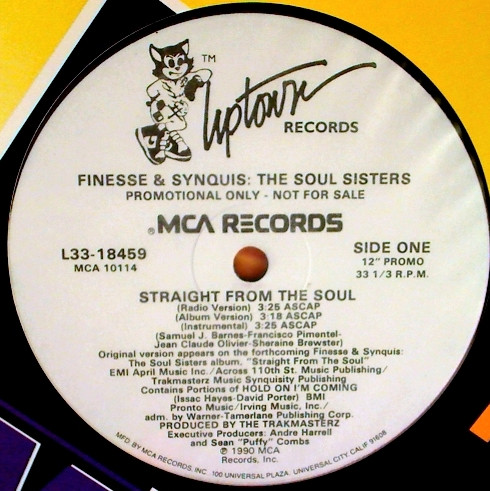 TM
Uptown
RECORDS
FINESSE & SYNQUIS: THE SOUL SISTERS
PROMOTIONAL ONLY - NOT FOR SALE
®MCA RECORDS
L33-18459
MCA 10114
SIDE ONE
12" PROMO
33 1/3 R.P.M.
STRAIGHT FROM THE SOUL
(Radio Version) 3:25 ASCAP
(Album Version) 3:18 ASCAP
(Instrumental) 3:25 ASCAP
(Samuel J. Barnes-Francisco Pimentel-
Jean Claude Olivier-Sheraine Brewster)
Original version appears on the forthcoming Finesse & Synquis:
The Soul Sisters album, "Straight From The Soul"
EMI April Music Inc./Across 110th St. Music Publishing/
Trakmasterz Music Synquisity Publishing
Contains Portions of HOLD ON I'M COMING
(Issac Hayes-David Porter) BMI
Pronto Music/Irving Music, Inc./
adm. by Warner-Tamerlane Publishing Corp.
PRODUCED BY THE TRAKMASTERZ
Executive Producers: Andre Harrell
and Sean "Puffy" Combs
℗ 1990 MCA
Records, Inc.
MFD. BY MCA RECORDS, INC. 100 UNIVERSAL PLAZA, UNIVERSAL CITY, CALIF. 91608